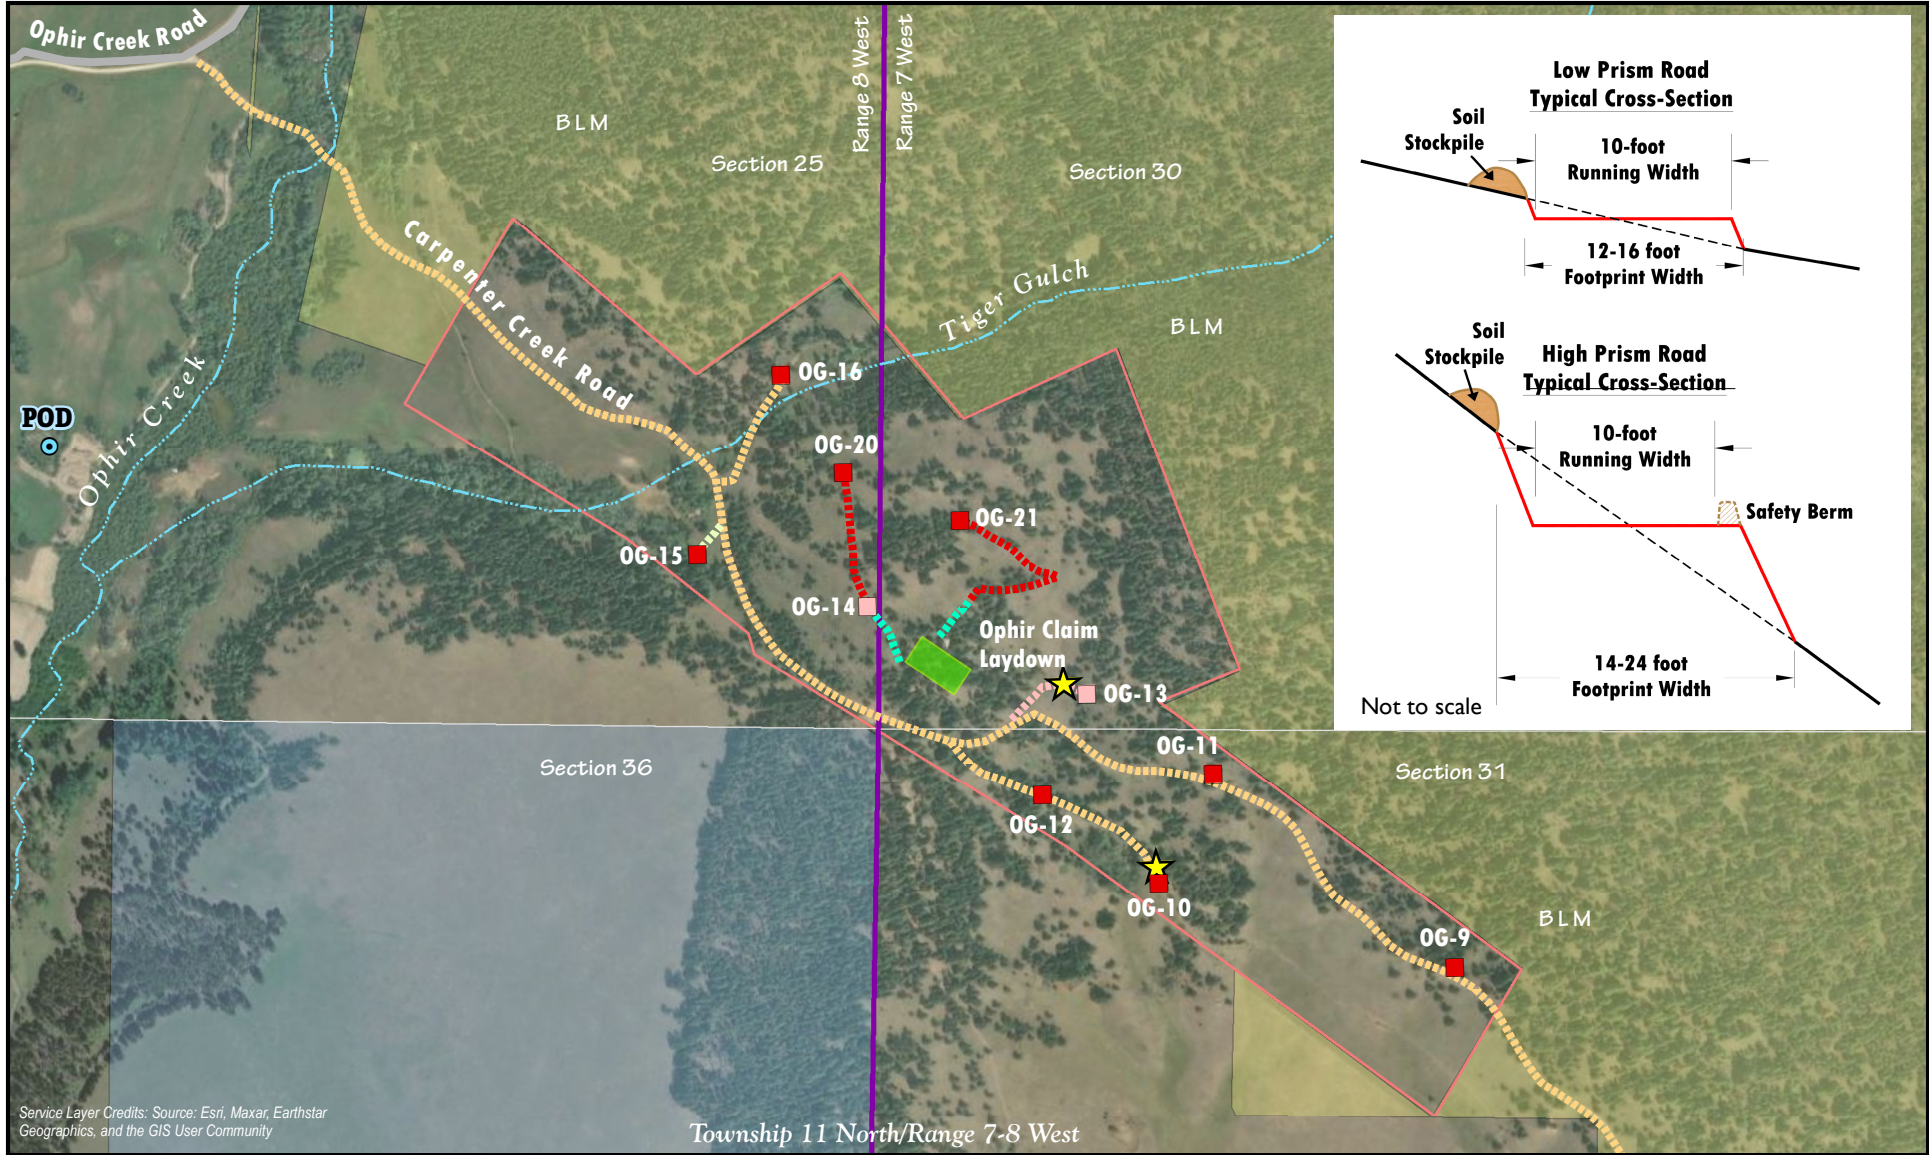 Ophir Creek Road
Range 8 West
Range 7 West
BLM
Section 25
Section 30
Carpenter Creek Road
Tiger Gulch
BLM
Ophir Creek
POD
OG-16
OG-20
OG-21
OG-15
OG-14
Ophir Claim
Laydown
OG-13
OG-11
Section 36
Section 31
OG-12
OG-10
OG-9
BLM
Service Layer Credits: Source: Esri, Maxar, Earthstar
Geographics, and the GIS User Community
Township 11 North/Range 7-8 West
Low Prism Road
Typical Cross-Section
Soil
Stockpile
10-foot
Running Width
12-16 foot
Footprint Width
High Prism Road
Typical Cross-Section
Soil
Stockpile
10-foot
Running Width
Safety Berm
14-24 foot
Footprint Width
Not to scale